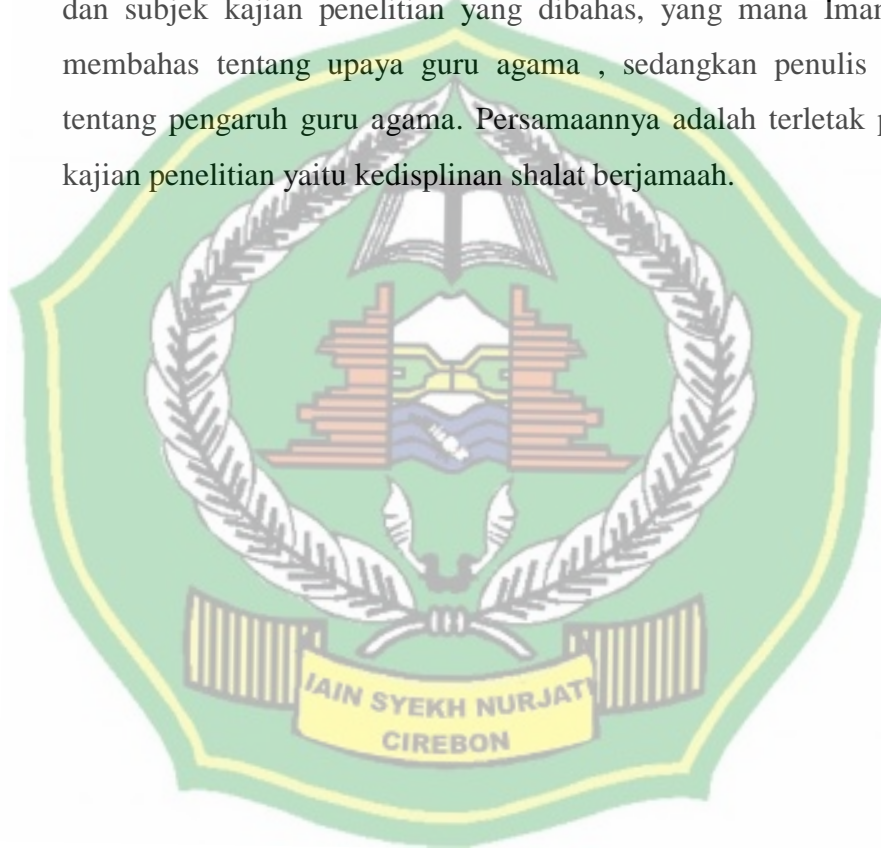 dan subjek kajian penelitian yang dibahas, yang mana Iman
membahas tentang upaya guru agama , sedangkan penulis
tentang pengaruh guru agama. Persamaannya adalah terletak
kajian penelitian yaitu kedisplinan shalat berjamaah.
IAIN SYEKH NURJATI
CIREBON